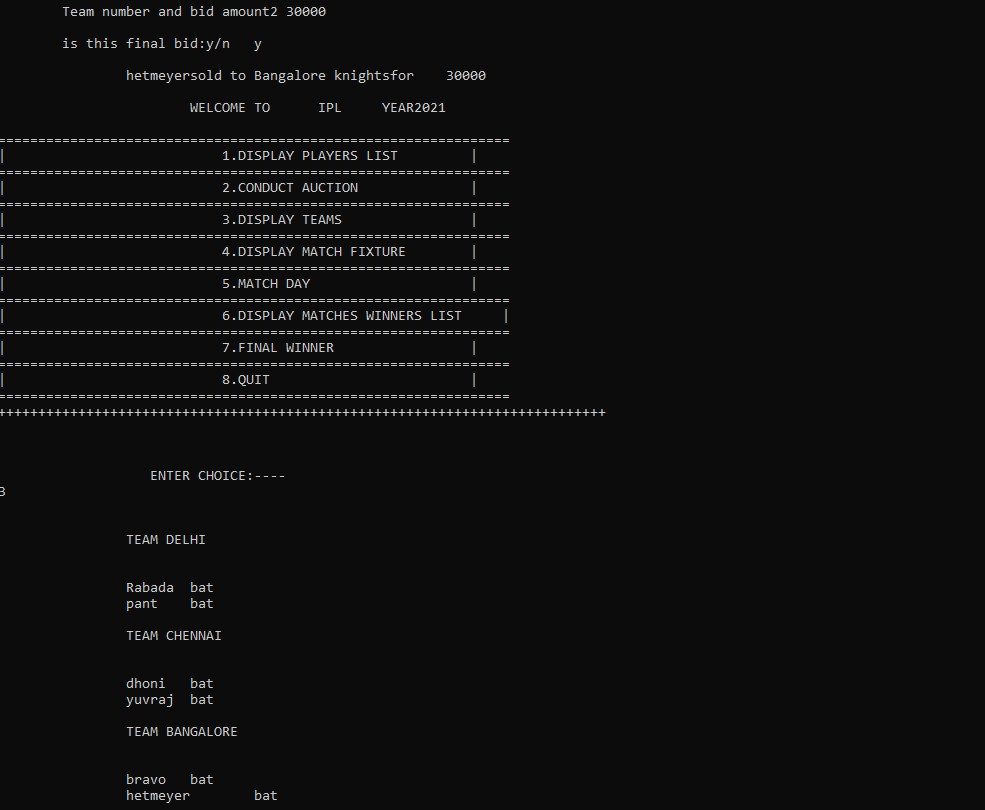 Team number and bid amount2 30000
is this final bid:y/n   y
hetmeyersold to Bangalore knightsfor    30000
WELCOME TO      IPL     YEAR2021
================================================================
|                           1.DISPLAY PLAYERS LIST         |
================================================================
|                           2.CONDUCT AUCTION              |
================================================================
|                           3.DISPLAY TEAMS                |
================================================================
|                           4.DISPLAY MATCH FIXTURE        |
================================================================
|                           5.MATCH DAY                    |
================================================================
|                           6.DISPLAY MATCHES WINNERS LIST     |
================================================================
|                           7.FINAL WINNER                 |
================================================================
|                           8.QUIT                         |
================================================================
++++++++++++++++++++++++++++++++++++++++++++++++++++++++++++++++++++++++++++
ENTER CHOICE:----
3
TEAM DELHI
Rabada  bat
pant    bat
TEAM CHENNAI
dhoni   bat
yuvraj  bat
TEAM BANGALORE
bravo   bat
hetmeyer        bat